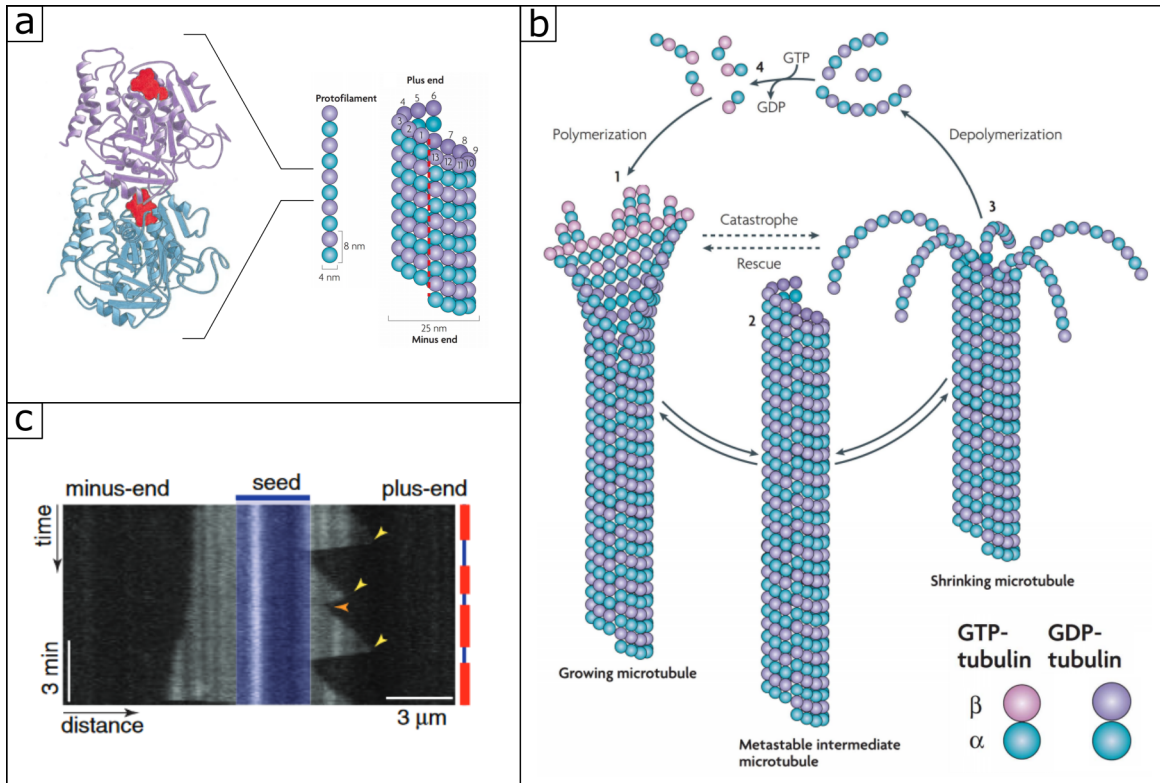 a
Protofilament
8 nm
4 nm
Plus end
4 5 6
3 2 1
7 8 9
13 12 11 10
25 nm
Minus end
b
4
GTP
GDP
Polymerization
Depolymerization
1
Catastrophe
Rescue
2
3
Growing microtubule
Metastable intermediate
microtubule
Shrinking microtubule
GTP-
tubulin
GDP-
tubulin
β
α
c
minus-end
seed
plus-end
time
3 min
distance
3 μm